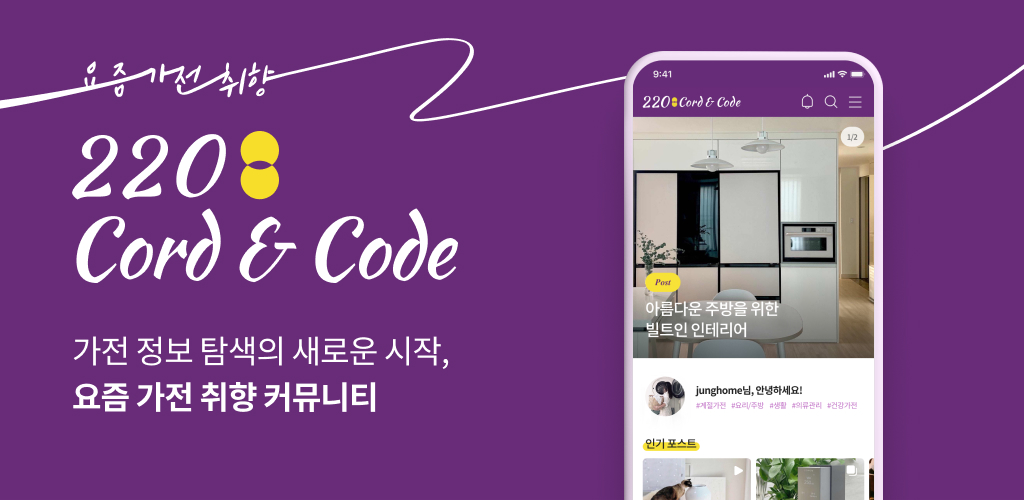 요즘 가전 취향
220
Cord & Code
가전 정보 탐색의 새로운 시작,
요즘 가전 취향 커뮤니티
9:41
220 Cord & Code
1/2
Post
아름다운 주방을 위한
빌트인 인테리어
junghome님, 안녕하세요!
#계절가전 #요리/주방 #생활 #의류관리 #건강가전
인기 포스트